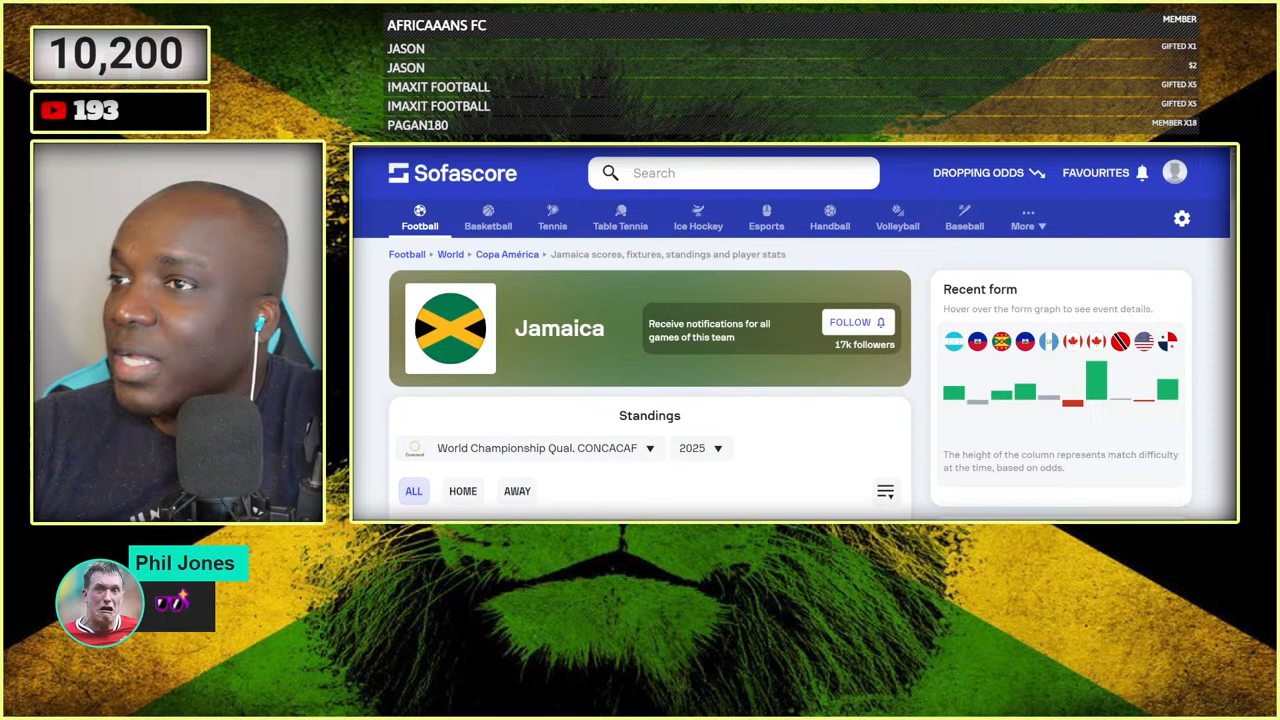 10,200
193
AFRICAAANS FC MEMBER
JASON GIFTED X1
JASON $2
IMAXIT FOOTBALL GIFTED X5
IMAXIT FOOTBALL GIFTED X5
PAGAN180 MEMBER X18
Sofascore
Search
DROPPING ODDS FAVOURITES
Football Basketball Tennis Table Tennis Ice Hockey Esports Handball Volleyball Baseball More
Football World Copa América Jamaica scores, fixtures, standings and player stats
Jamaica
Receive notifications for all
games of this team
FOLLOW
17k followers
Recent form
Hover over the form graph to see event details.
The height of the column represents match difficulty
at the time, based on odds.
Standings
Concacaf World Championship Qual. CONCACAF 2025
ALL HOME AWAY
Phil Jones